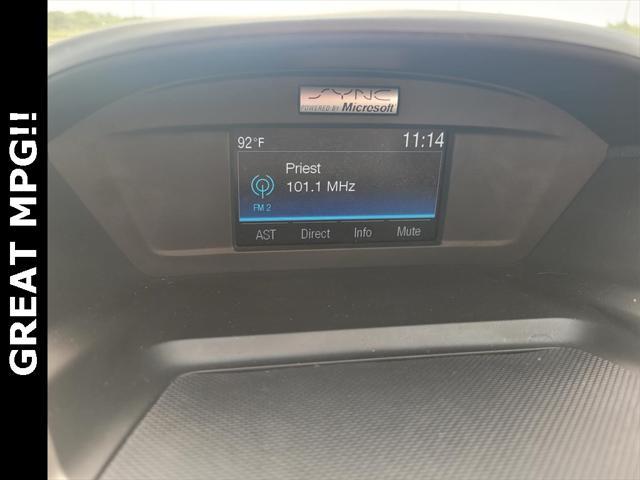 GREAT MPG!!
SYNC
POWERED BY Microsoft
92°F 11:14
Priest
101.1 MHz
FM 2
AST Direct Info Mute